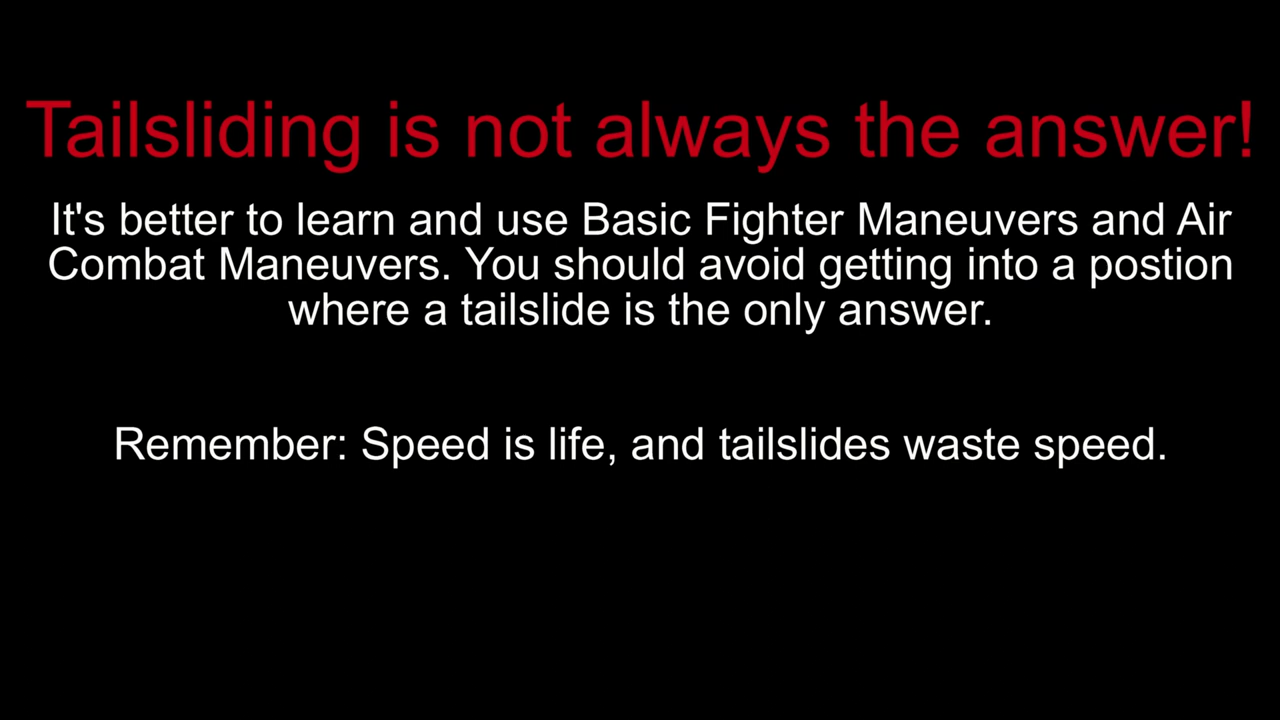 Tailsliding is not always the answer!
It's better to learn and use Basic Fighter Maneuvers and Air
Combat Maneuvers. You should avoid getting into a postion
where a tailslide is the only answer.
Remember: Speed is life, and tailslides waste speed.